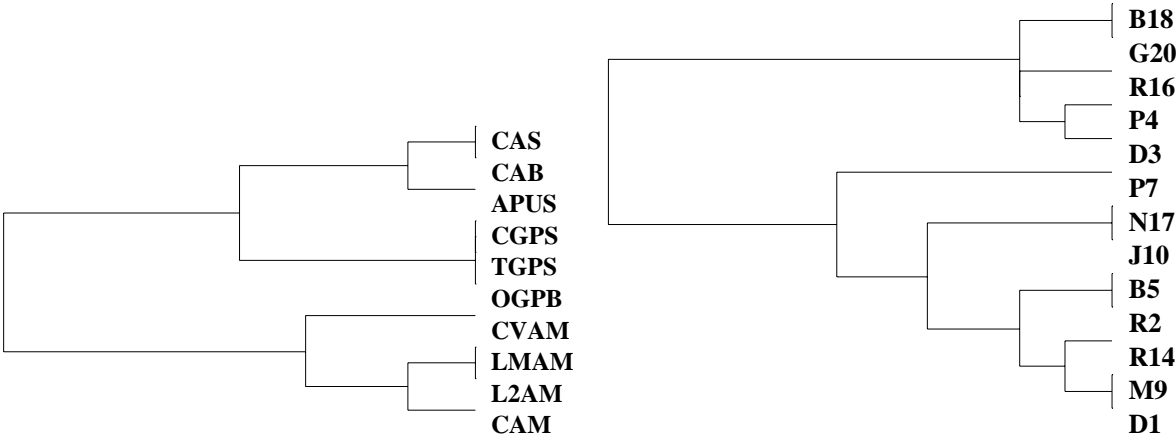 CAS
CAB
APUS
CGPS
TGPS
OGPB
CVAM
LMAM
L2AM
CAM
B18
G20
R16
P4
D3
P7
N17
J10
B5
R2
R14
M9
D1